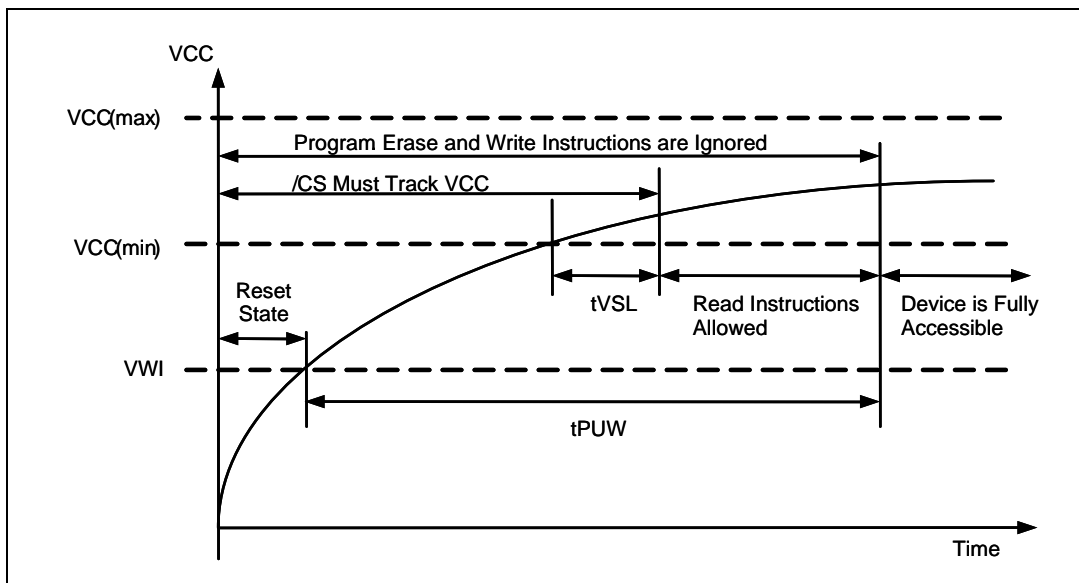 VCC
VCC(max)
Program Erase and Write Instructions are Ignored
/CS Must Track VCC
VCC(min)
Reset
State
tVSL
Read Instructions
Allowed
Device is Fully
Accessible
VWI
tPUW
Time